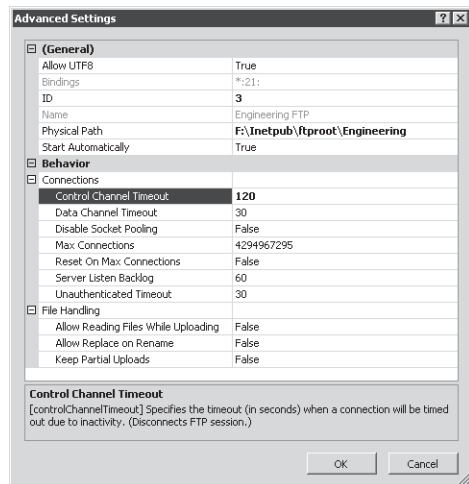 Advanced Settings
(General)
Allow UTF8 True
Bindings *:21:
ID 3
Name Engineering FTP
Physical Path F:\Inetpub\ftproot\Engineering
Start Automatically True
Behavior
Connections
Control Channel Timeout 120
Data Channel Timeout 30
Disable Socket Pooling False
Max Connections 4294967295
Reset On Max Connections False
Server Listen Backlog 60
Unauthenticated Timeout 30
File Handling
Allow Reading Files While Uploading False
Allow Replace on Rename False
Keep Partial Uploads False
Control Channel Timeout
[controlChannelTimeout] Specifies the timeout (in seconds) when a connection will be timed
out due to inactivity. (Disconnects FTP session.)
OK Cancel